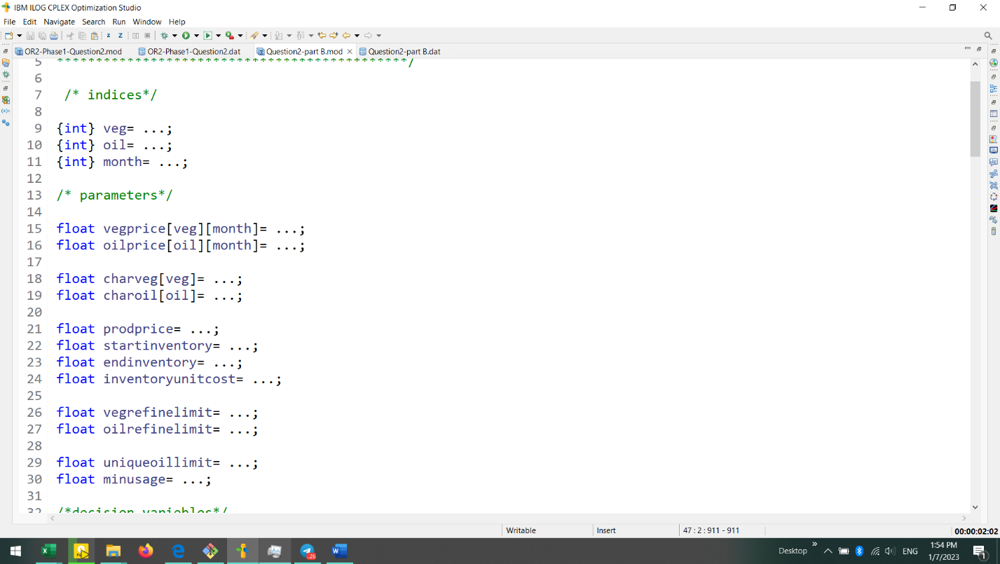 IBM ILOG CPLEX Optimization Studio
File Edit Navigate Search Run Window Help
OR2-Phase1-Question2.mod OR2-Phase1-Question2.dat Question2-part B.mod Question2-part B.dat
5 *********************************************/
6
7 /* indices*/
8
9 {int} veg= ...;
10 {int} oil= ...;
11 {int} month= ...;
12
13 /* parameters*/
14
15 float vegprice[veg][month]= ...;
16 float oilprice[oil][month]= ...;
17
18 float charveg[veg]= ...;
19 float charoil[oil]= ...;
20
21 float prodprice= ...;
22 float startinventory= ...;
23 float endinventory= ...;
24 float inventoryunitcost= ...;
25
26 float vegrefinelimit= ...;
27 float oilrefinelimit= ...;
28
29 float uniqueoillimit= ...;
30 float minusage= ...;
31
32 /*decision variebles*/
Writable Insert 47 : 2 : 911 - 911 00:00:02:02
Desktop ENG 1:54 PM
1/7/2023